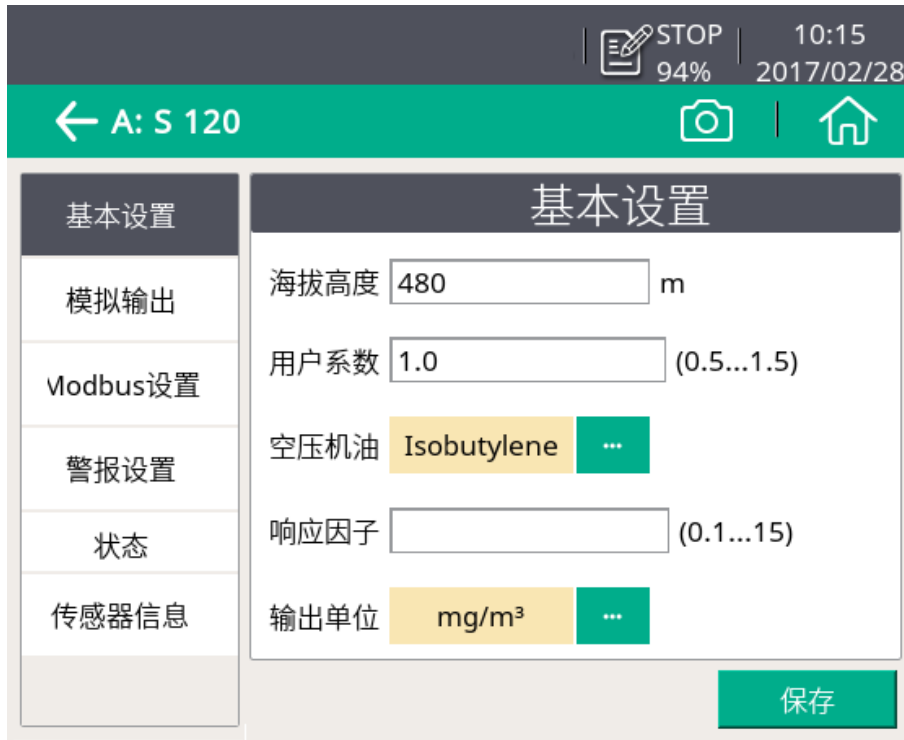 STOP 10:15
94% 2017/02/28
A: S 120
基本设置
模拟输出
Modbus设置
警报设置
状态
传感器信息
基本设置
海拔高度 480 m
用户系数 1.0 (0.5...1.5)
空压机油 Isobutylene ...
响应因子 (0.1...15)
输出单位 mg/m³ ...
保存